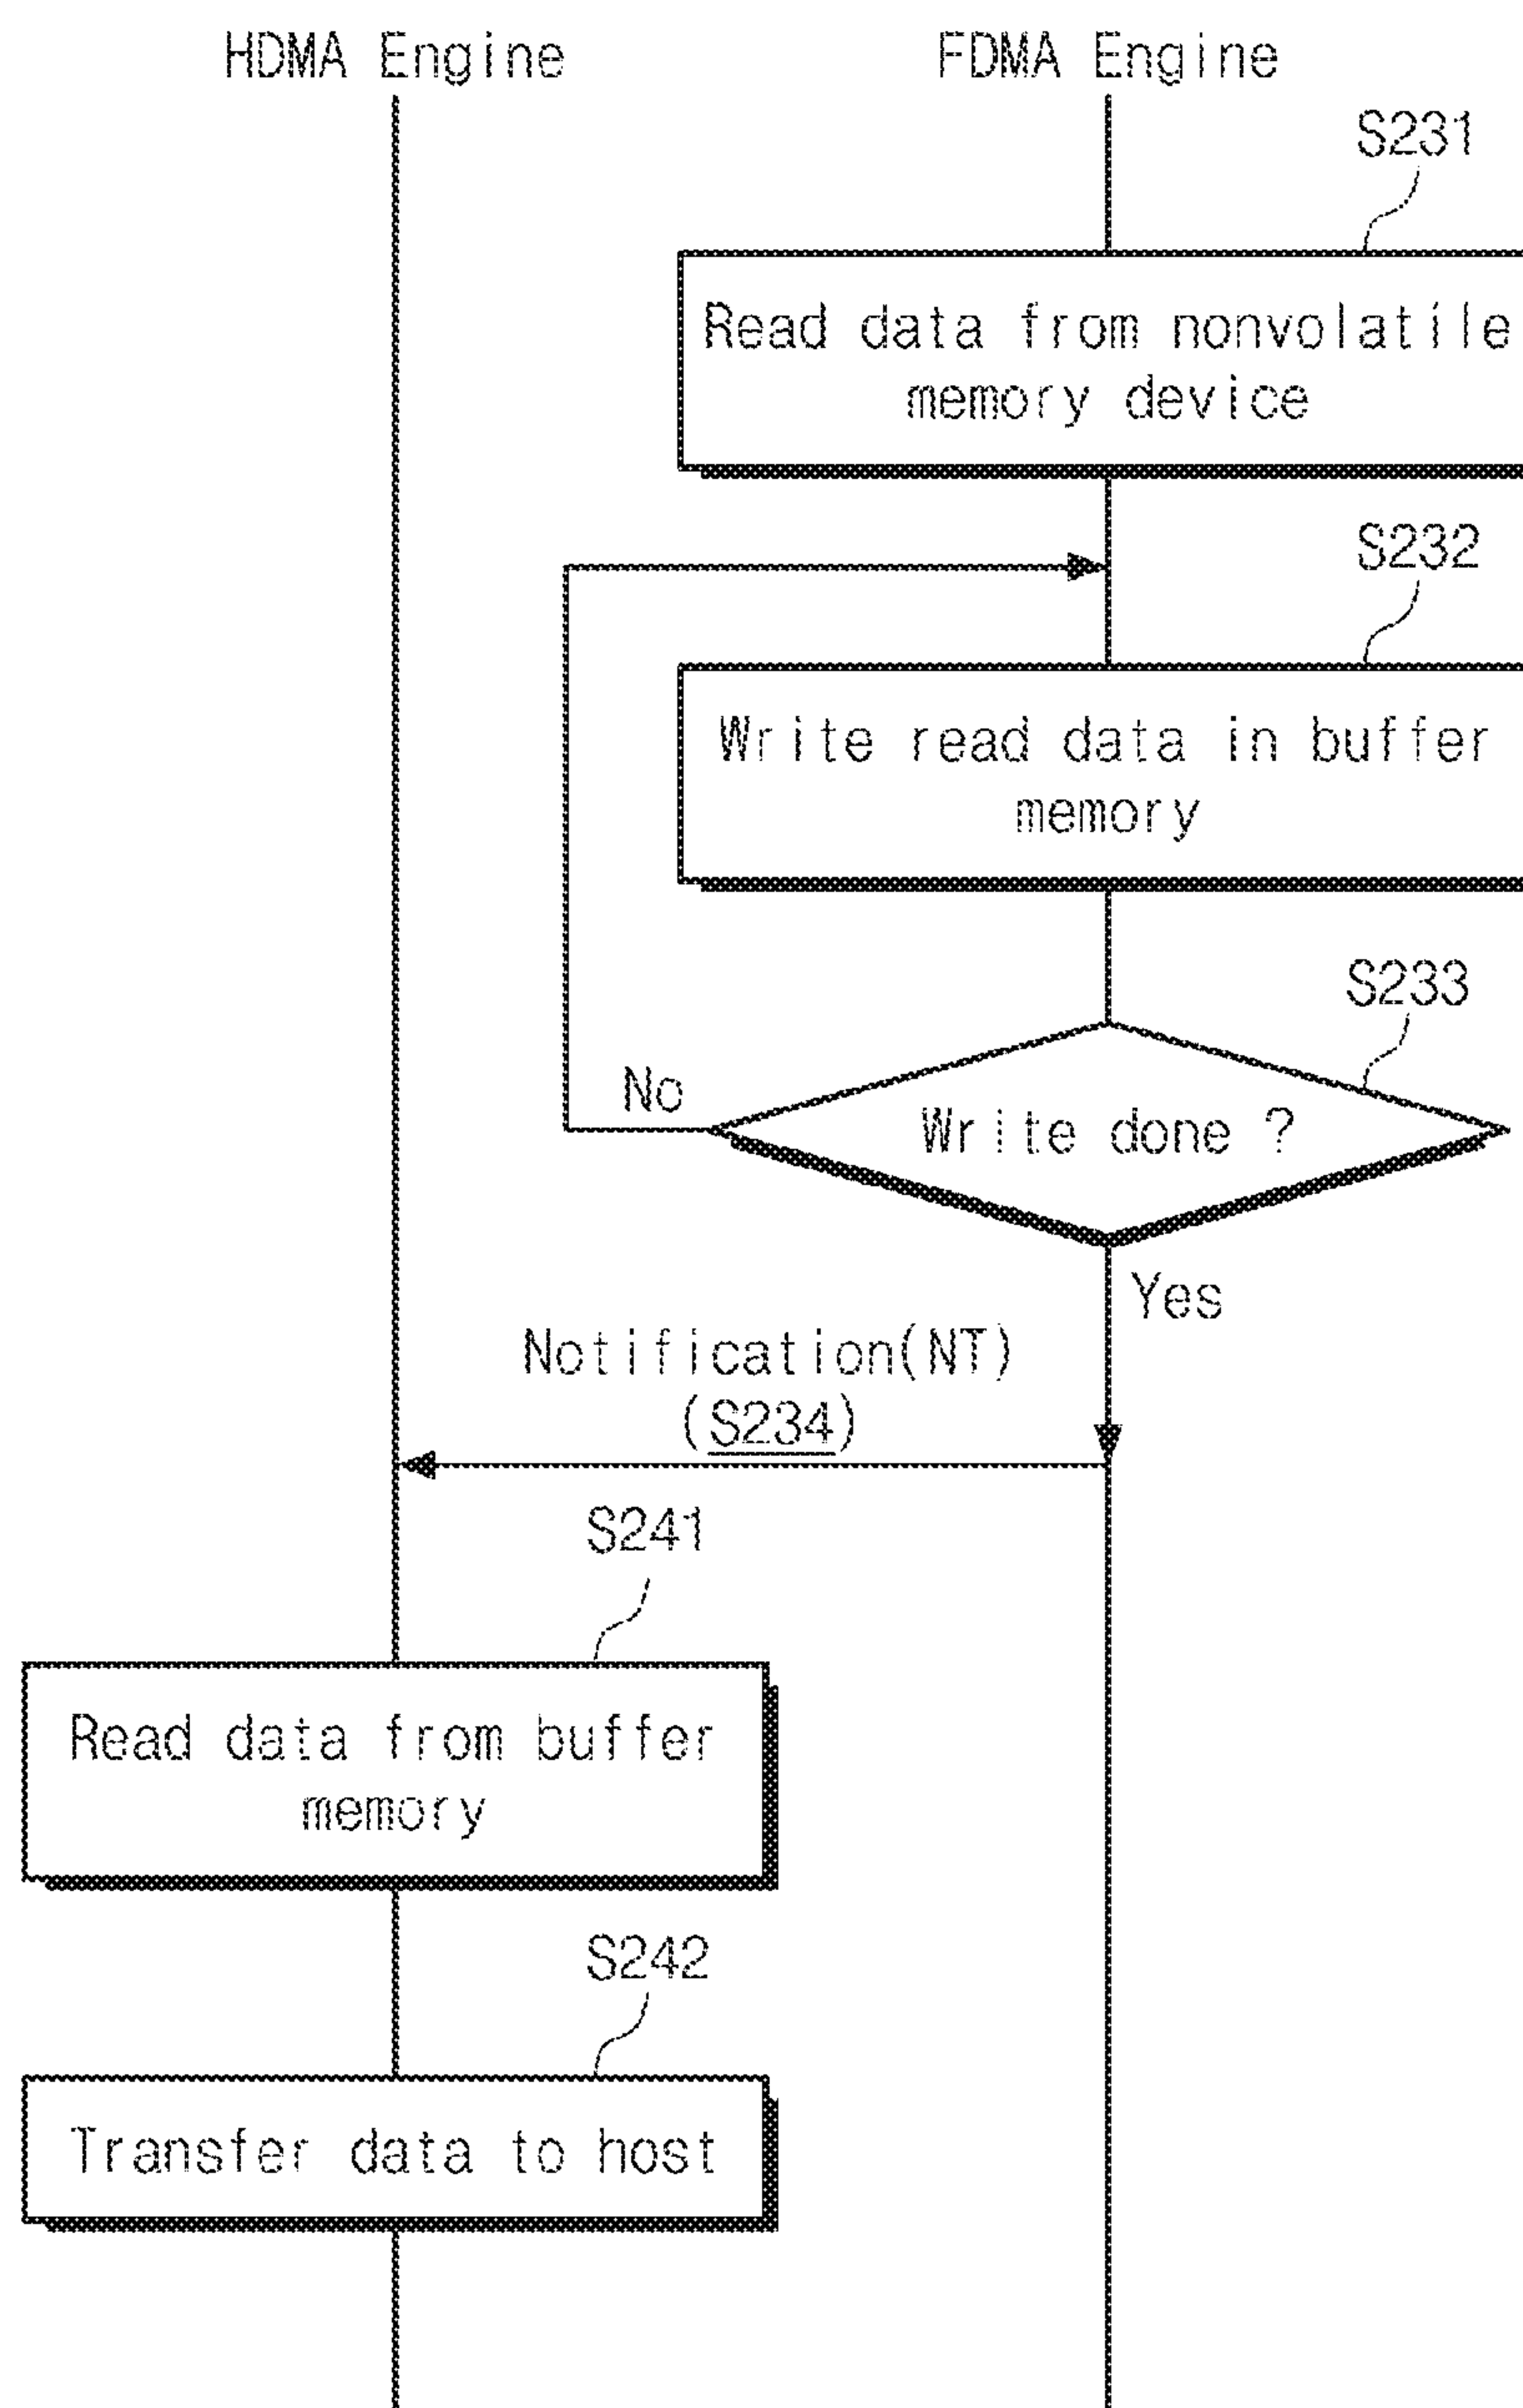 HDMA Engine
FDMA Engine
S231
Read data from nonvolatile
memory device
S232
Write read data in buffer
memory
S233
No
Write done ?
Yes
Notification(NT)
(S234)
S241
Read data from buffer
memory
S242
Transfer data to host